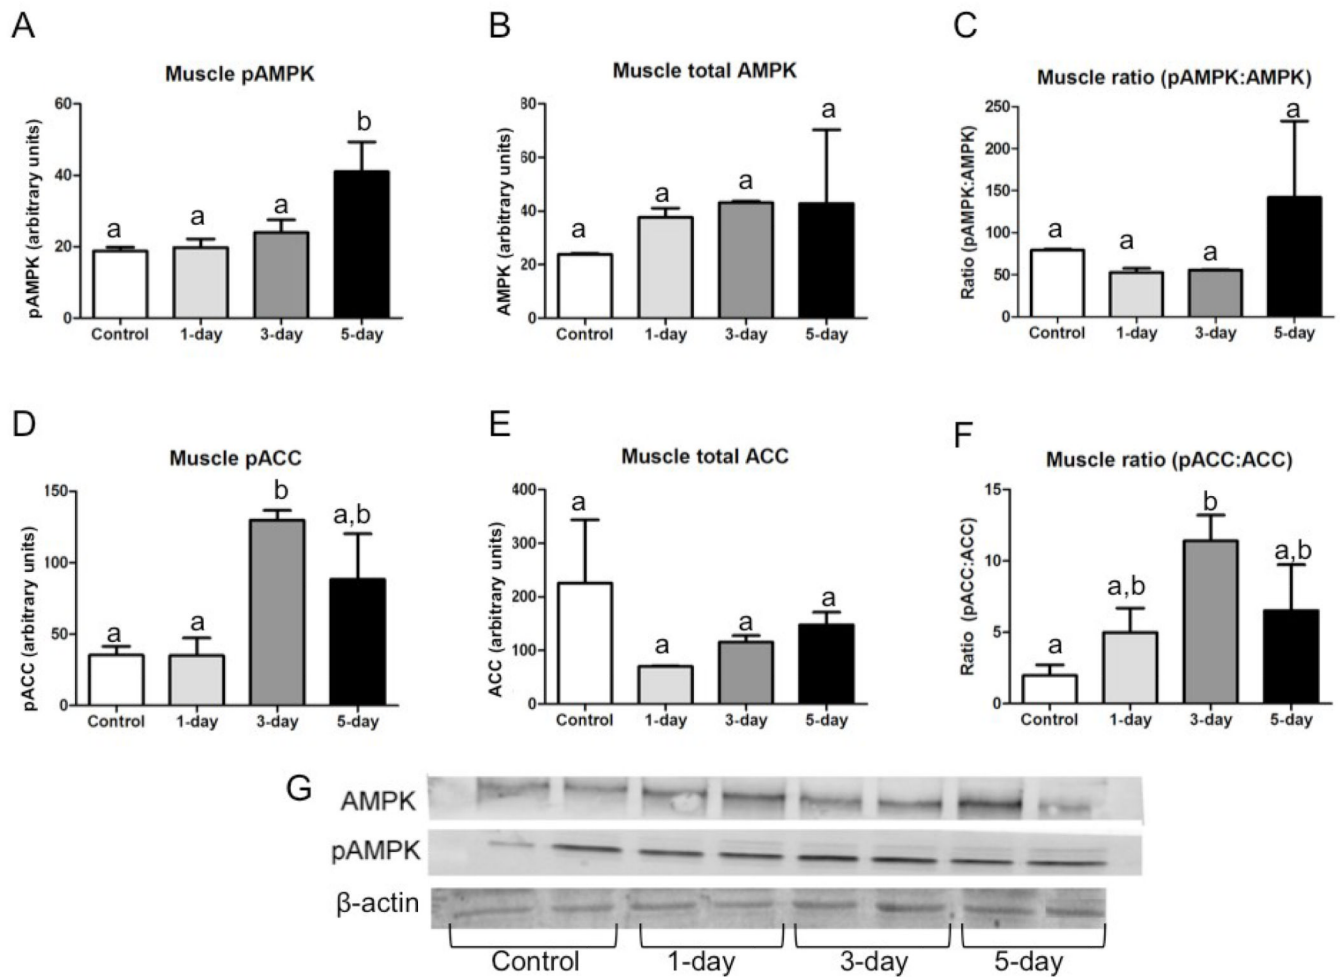 A
Muscle pAMPK
pAMPK (arbitrary units)
60
40
20
0
a
a
a
b
Control 1-day 3-day 5-day
B
Muscle total AMPK
AMPK (arbitrary units)
80
60
40
20
0
a
a
a
a
Control 1-day 3-day 5-day
C
Muscle ratio (pAMPK:AMPK)
Ratio (pAMPK:AMPK)
250
200
150
100
50
0
a
a
a
a
Control 1-day 3-day 5-day
D
Muscle pACC
pACC (arbitrary units)
150
100
50
0
a
a
b
a,b
Control 1-day 3-day 5-day
E
Muscle total ACC
ACC (arbitrary units)
400
300
200
100
0
a
a
a
a
Control 1-day 3-day 5-day
F
Muscle ratio (pACC:ACC)
Ratio (pACC:ACC)
15
10
5
0
a
a,b
b
a,b
Control 1-day 3-day 5-day
G
AMPK
pAMPK
β-actin
Control 1-day 3-day 5-day